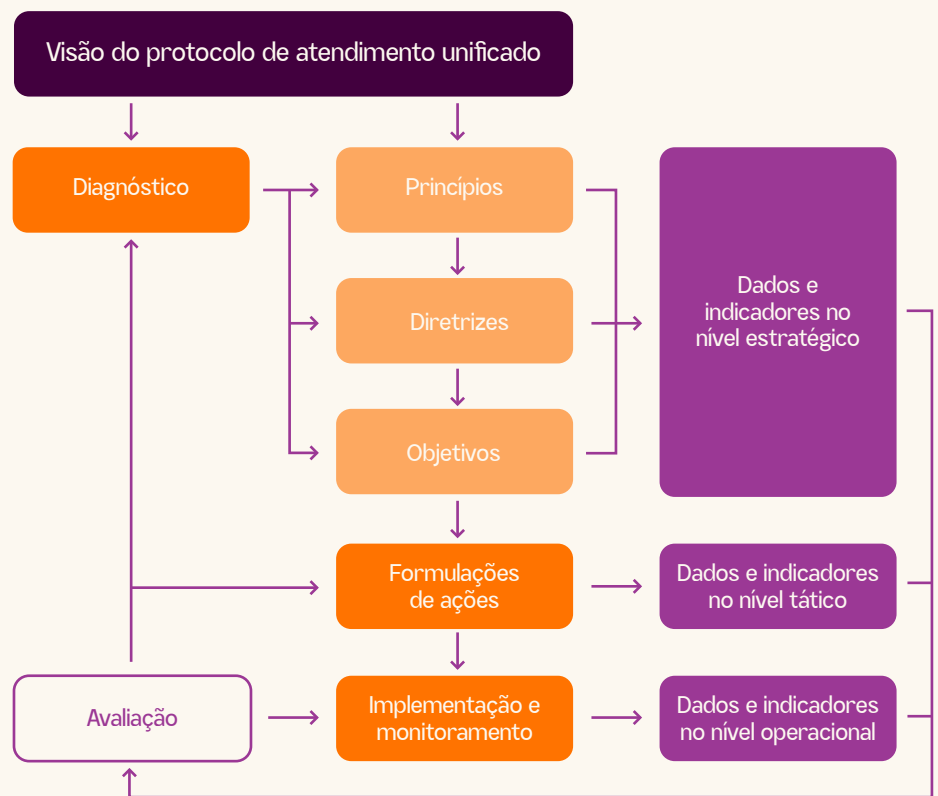 Visão do protocolo de atendimento unificado
Diagnóstico
Princípios
Diretrizes
Objetivos
Dados e
indicadores no
nível estratégico
Formulações
de ações
Dados e indicadores
no nível tático
Avaliação
Implementação e
monitoramento
Dados e indicadores
no nível operacional